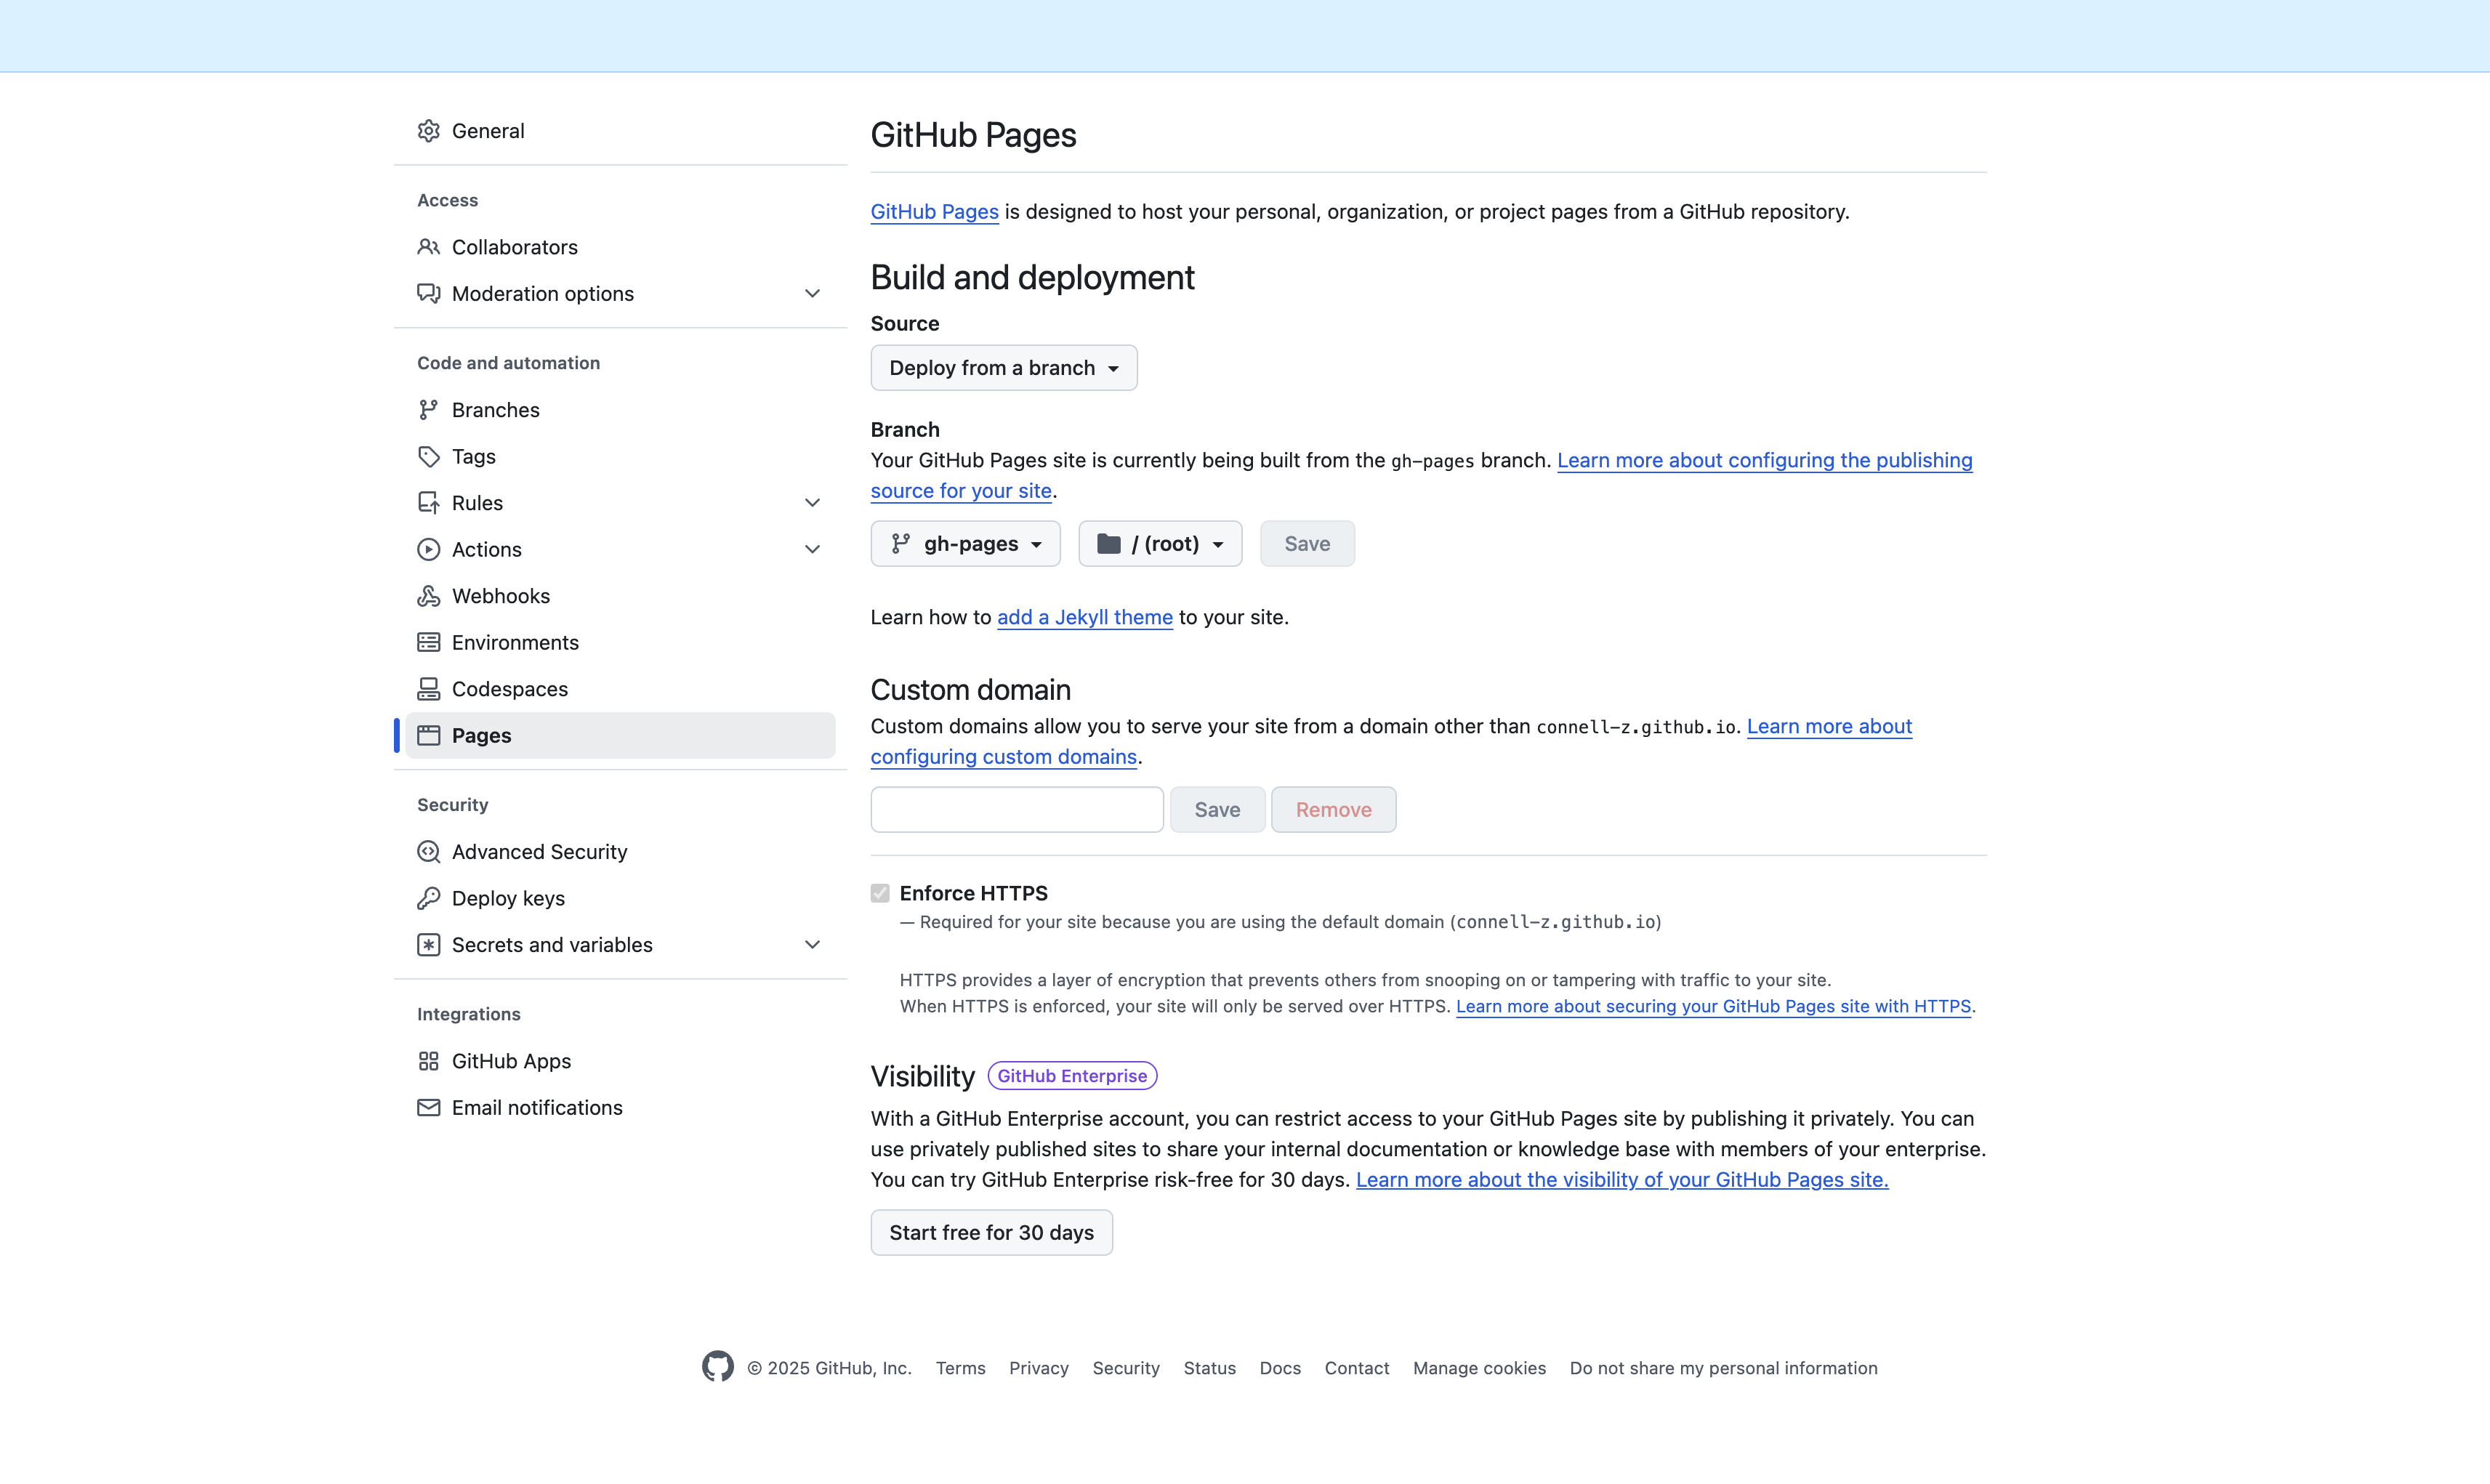 General
Access
Collaborators
Moderation options
Code and automation
Branches
Tags
Rules
Actions
Webhooks
Environments
Codespaces
Pages
Security
Advanced Security
Deploy keys
Secrets and variables
Integrations
GitHub Apps
Email notifications
GitHub Pages
GitHub Pages is designed to host your personal, organization, or project pages from a GitHub repository.
Build and deployment
Source
Deploy from a branch
Branch
Your GitHub Pages site is currently being built from the gh-pages branch. Learn more about configuring the publishing
source for your site.
gh-pages / (root) Save
Learn how to add a Jekyll theme to your site.
Custom domain
Custom domains allow you to serve your site from a domain other than connell-z.github.io. Learn more about
configuring custom domains.
Save Remove
Enforce HTTPS
— Required for your site because you are using the default domain (connell-z.github.io)
HTTPS provides a layer of encryption that prevents others from snooping on or tampering with traffic to your site.
When HTTPS is enforced, your site will only be served over HTTPS. Learn more about securing your GitHub Pages site with HTTPS.
Visibility GitHub Enterprise
With a GitHub Enterprise account, you can restrict access to your GitHub Pages site by publishing it privately. You can
use privately published sites to share your internal documentation or knowledge base with members of your enterprise.
You can try GitHub Enterprise risk-free for 30 days. Learn more about the visibility of your GitHub Pages site.
Start free for 30 days
© 2025 GitHub, Inc. Terms Privacy Security Status Docs Contact Manage cookies Do not share my personal information